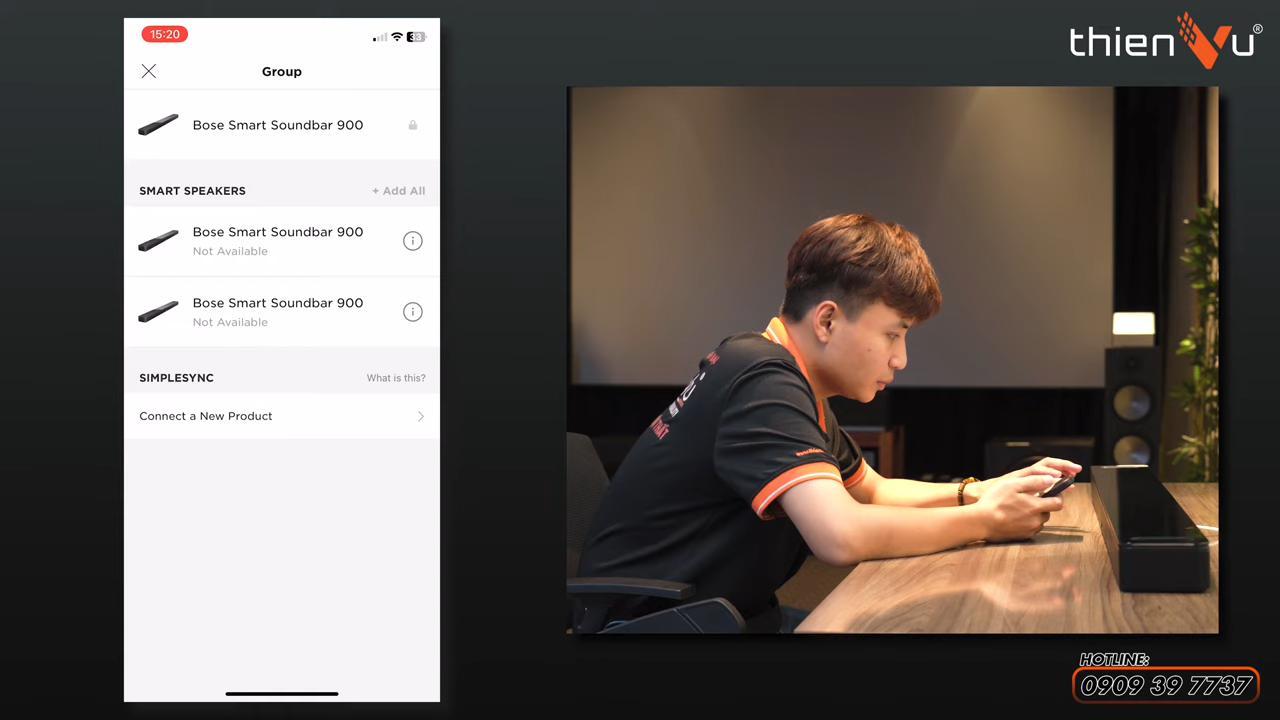 15:20
33
Group
Bose Smart Soundbar 900
SMART SPEAKERS
+ Add All
Bose Smart Soundbar 900
Not Available
Bose Smart Soundbar 900
Not Available
SIMPLESYNC
What is this?
Connect a New Product
thienVu®
HOTLINE:
0909 39 7737